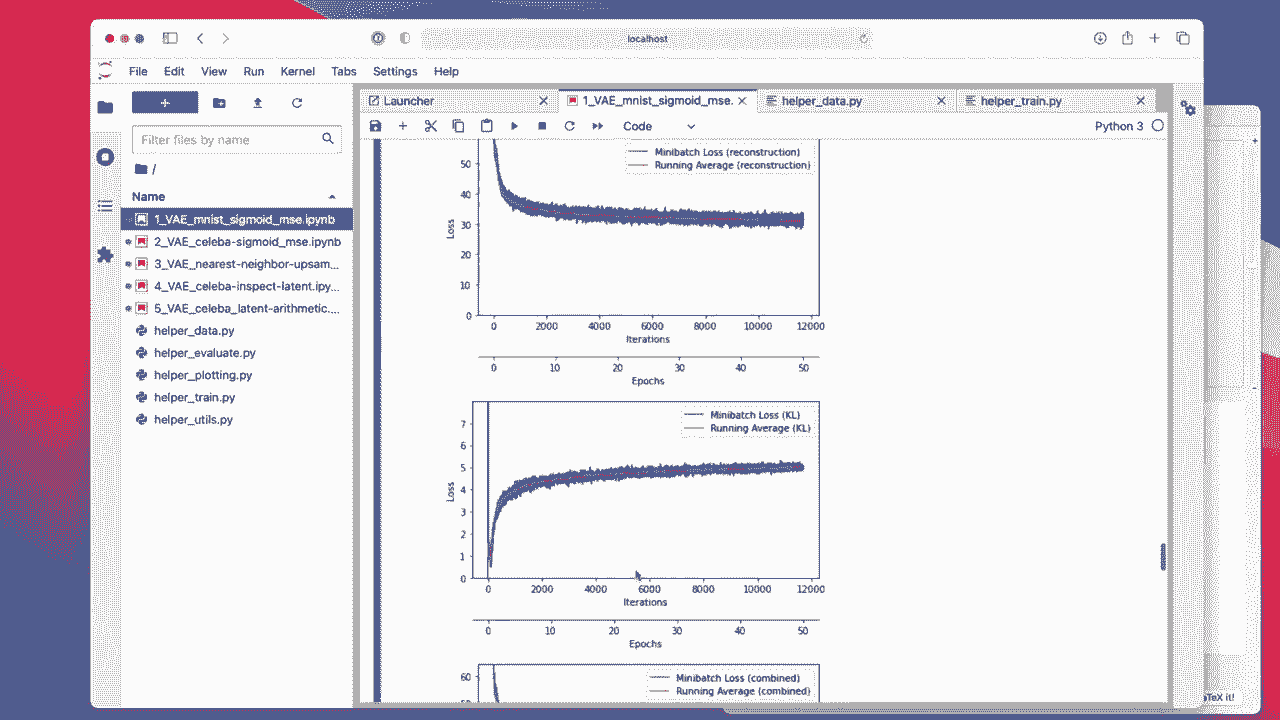 localhost
File Edit View Run Kernel Tabs Settings Help
Launcher
1_VAE_mnist_sigmoid_mse.
helper_data.py
helper_train.py
Code
Python 3
Filter files by name
/
Name
1_VAE_mnist_sigmoid_mse.ipynb
2_VAE_celeba-sigmoid_mse.ipynb
3_VAE_nearest-neighbor-upsam...
4_VAE_celeba-inspect-latent.ipy...
5_VAE_celeba_latent-arithmetic....
helper_data.py
helper_evaluate.py
helper_plotting.py
helper_train.py
helper_utils.py
Minibatch Loss (reconstruction)
Running Average (reconstruction)
50
40
30
20
10
0
Loss
0 2000 4000 6000 8000 10000 12000
Iterations
0 10 20 30 40 50
Epochs
Minibatch Loss (KL)
Running Average (KL)
7
6
5
4
3
2
1
0
Loss
0 2000 4000 6000 8000 10000 12000
Iterations
0 10 20 30 40 50
Epochs
Minibatch Loss (combined)
Running Average (combined)
60
aTeX it!